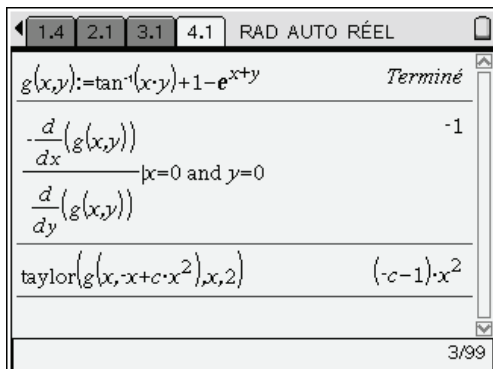 1.4 2.1 3.1 4.1 RAD AUTO RÉEL
g(x,y):=tan⁻¹(x·y)+1−e^(x+y) Terminé
-d/dx(g(x,y)) / d/dy(g(x,y)) |x=0 and y=0 -1
taylor(g(x,-x+c·x²),x,2) (-c−1)·x²
3/99